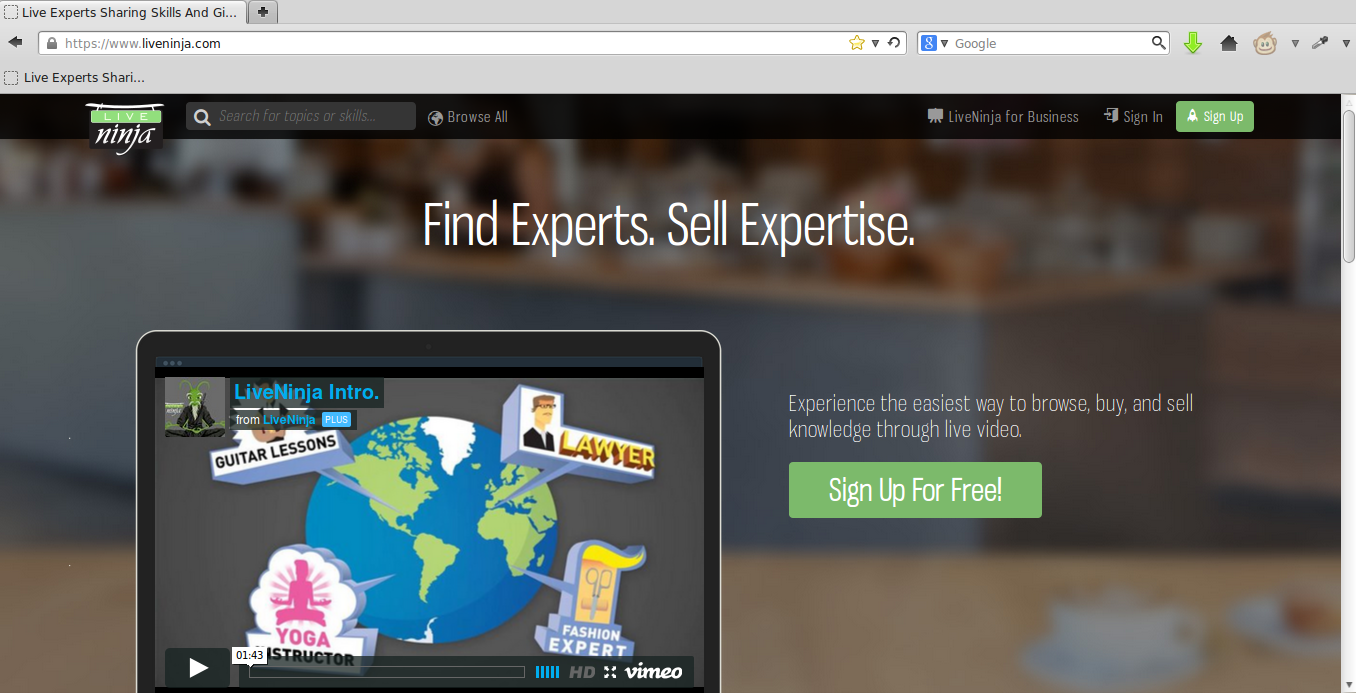 Live Experts Sharing Skills And Gi...
https://www.liveninja.com
Google
Live Experts Shari...
LIVE
ninja
Search for topics or skills...
Browse All
LiveNinja for Business
Sign In
Sign Up
Find Experts. Sell Expertise.
LiveNinja Intro.
from LiveNinja PLUS
GUITAR LESSONS
LAWYER
Experience the easiest way to browse, buy, and sell
knowledge through live video.
Sign Up For Free!
YOGA
INSTRUCTOR
FASHION
EXPERT
01:43
HD
vimeo